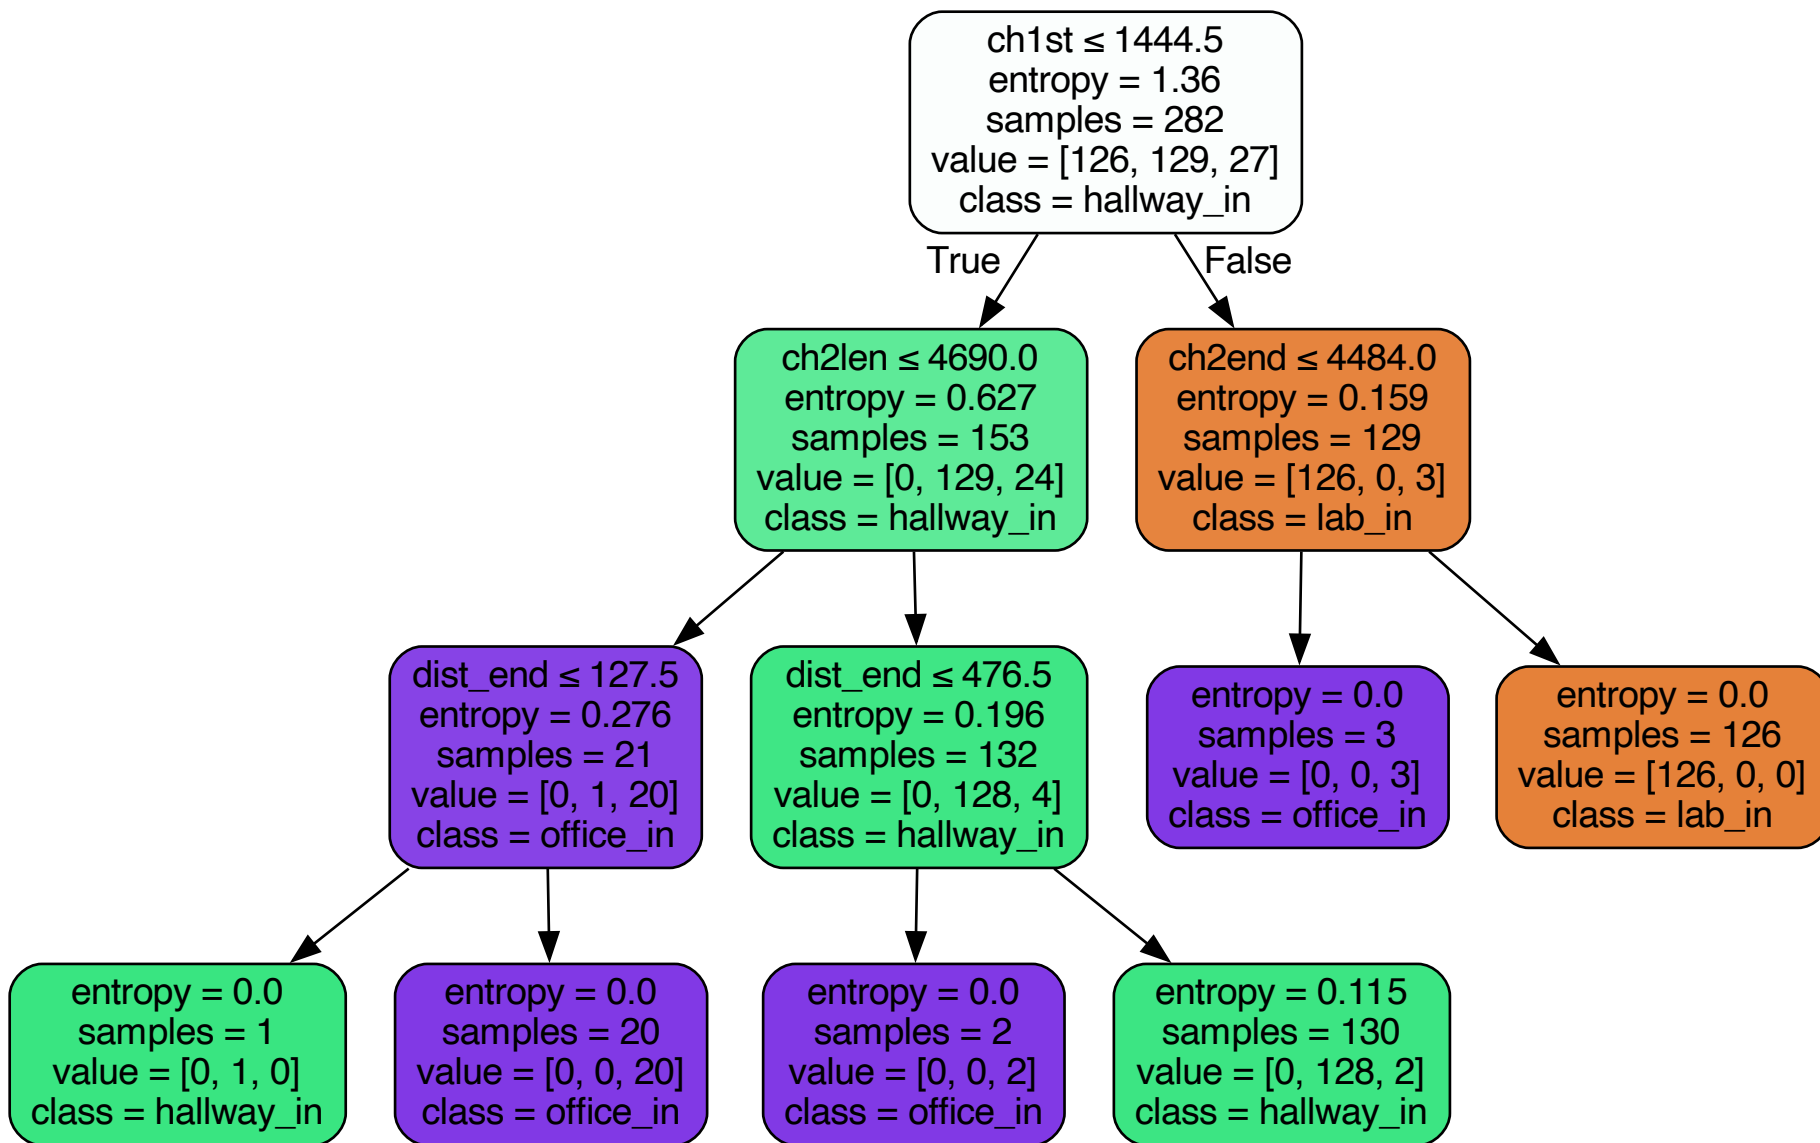 ch1st ≤ 1444.5
entropy = 1.36
samples = 282
value = [126, 129, 27]
class = hallway_in
True
False
ch2len ≤ 4690.0
entropy = 0.627
samples = 153
value = [0, 129, 24]
class = hallway_in
ch2end ≤ 4484.0
entropy = 0.159
samples = 129
value = [126, 0, 3]
class = lab_in
dist_end ≤ 127.5
entropy = 0.276
samples = 21
value = [0, 1, 20]
class = office_in
dist_end ≤ 476.5
entropy = 0.196
samples = 132
value = [0, 128, 4]
class = hallway_in
entropy = 0.0
samples = 3
value = [0, 0, 3]
class = office_in
entropy = 0.0
samples = 126
value = [126, 0, 0]
class = lab_in
entropy = 0.0
samples = 1
value = [0, 1, 0]
class = hallway_in
entropy = 0.0
samples = 20
value = [0, 0, 20]
class = office_in
entropy = 0.0
samples = 2
value = [0, 0, 2]
class = office_in
entropy = 0.115
samples = 130
value = [0, 128, 2]
class = hallway_in